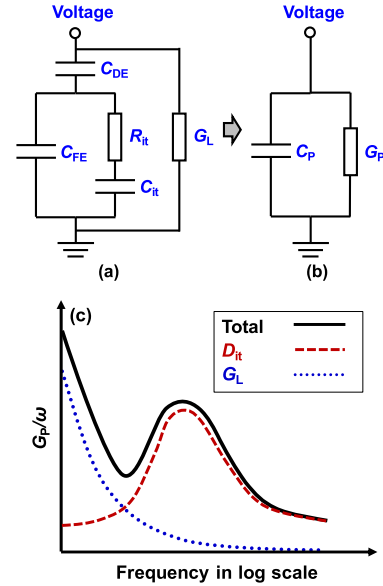 Voltage
C_DE
C_FE
R_it
C_it
G_L
(a)
Voltage
C_P
G_P
(b)
(c)
Total
D_it
G_L
G_P/ω
Frequency in log scale